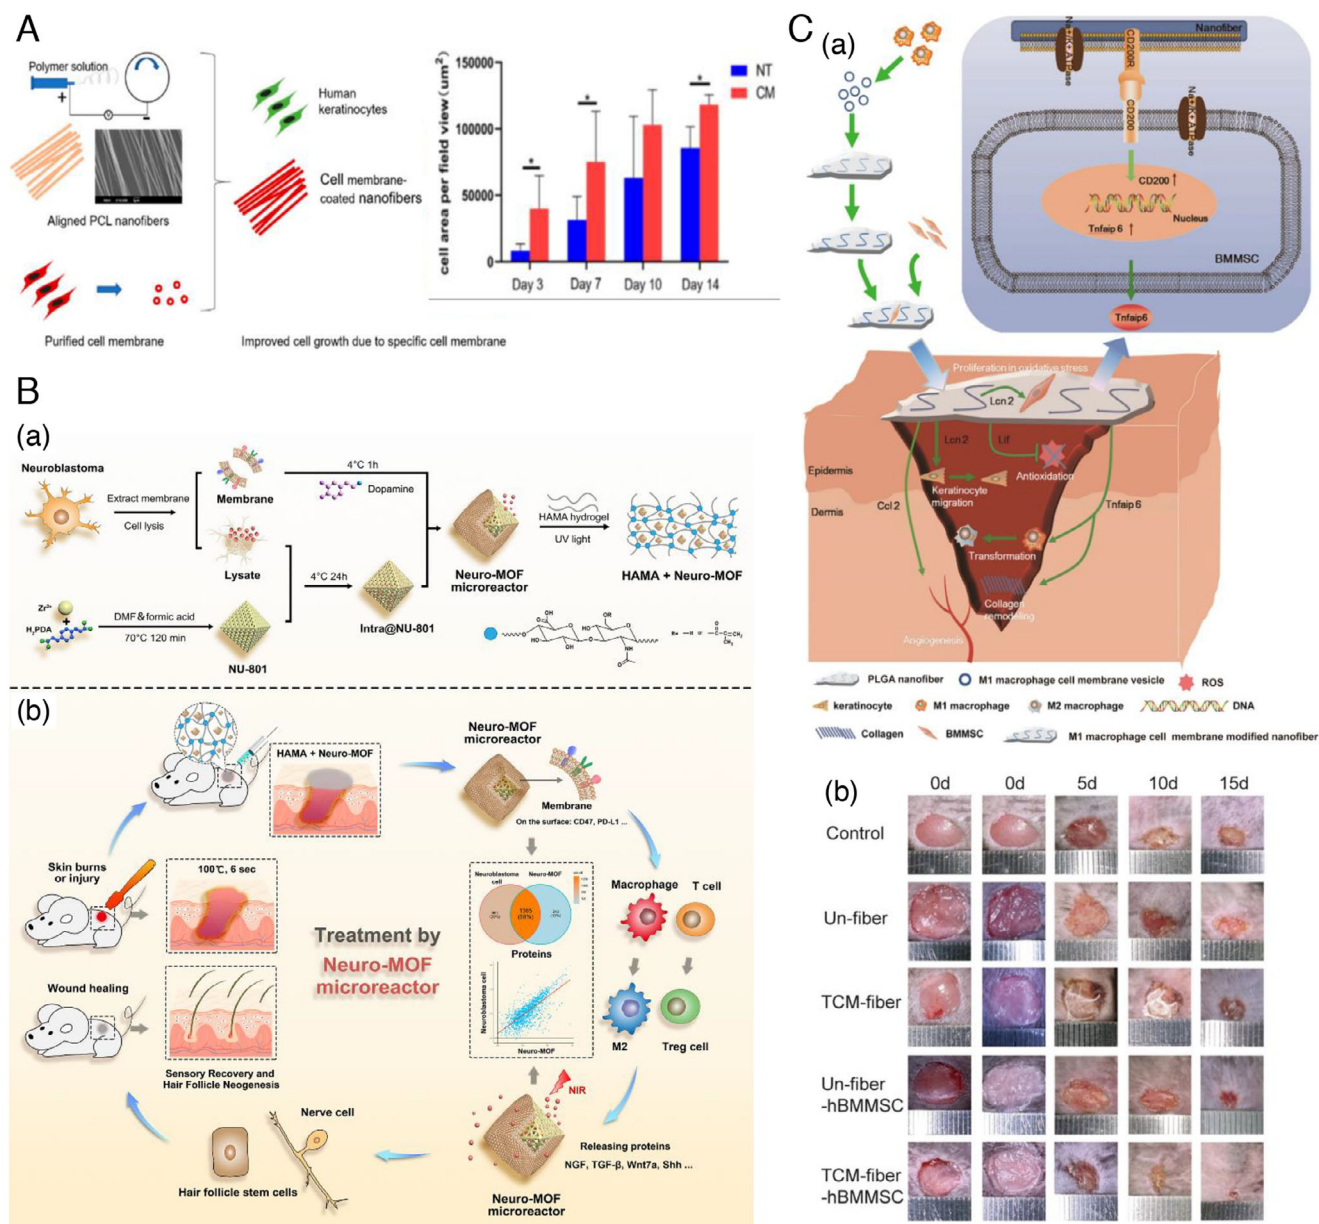 A
Polymer solution
+
V
-
Aligned PCL nanofibers
Purified cell membrane
Human
keratinocytes
Cell membrane-
coated nanofibers
Improved cell growth due to specific cell membrane
cell area per field view(um²)
150000
100000
50000
0
Day 3
Day 7
Day 10
Day 14
*
*
*
NT
CM
B
(a)
Neuroblastoma
Extract membrane
Cell lysis
Membrane
Lysate
4°C 1h
Dopamine
Zr⁴⁺
+
H₂PDA
DMF & formic acid
70°C 120 min
NU-801
4°C 24h
Intra@NU-801
Neuro-MOF
microreactor
HAMA hydrogel
UV light
HAMA + Neuro-MOF
(b)
HAMA + Neuro-MOF
Neuro-MOF
microreactor
Membrane
On the surface: CD47, PD-L1 ...
Skin burns
or injury
100℃, 6 sec
Treatment by
Neuro-MOF
microreactor
Neuroblastoma
cell
Neuro-MOF
Proteins
Neuroblastoma cell
Neuro-MOF
Macrophage
T cell
M2
Treg cell
Wound healing
Sensory Recovery and
Hair Follicle Neogenesis
NIR
Releasing proteins
NGF, TGF-β, Wnt7a, Shh ...
Neuro-MOF
microreactor
Nerve cell
Hair follicle stem cells
C
(a)
Nanofiber
CD200R
CD200
CD200 ↑
Nucleus
Tnfaip 6 ↑
BMMSC
Tnfaip6
Proliferation in oxidative stress
Lcn 2
Lcn 2
Lif
Antioxidation
Epidermis
Keratinocyte
migration
Dermis
Ccl 2
Tnfaip 6
Transformation
Collagen
remodeling
Angiogenesis
PLGA nanofiber
M1 macrophage cell membrane vesicle
ROS
keratinocyte
M1 macrophage
M2 macrophage
DNA
Collagen
BMMSC
M1 macrophage cell membrane modified nanofiber
(b)
0d
0d
5d
10d
15d
Control
Un-fiber
TCM-fiber
Un-fiber
-hBMMSC
TCM-fiber
-hBMMSC